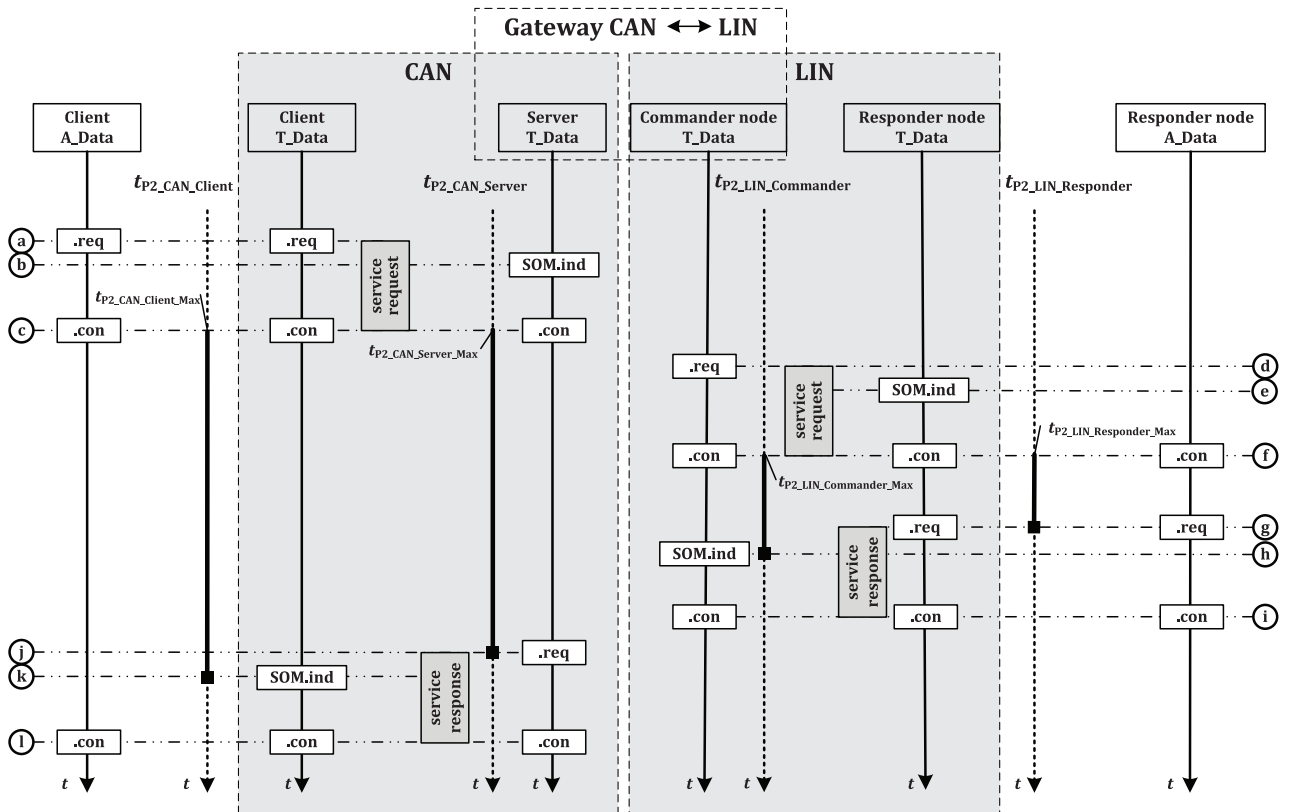 Gateway CAN ↔ LIN
CAN
LIN
Client
A_Data
Client
T_Data
Server
T_Data
Commander node
T_Data
Responder node
T_Data
Responder node
A_Data
tP2_CAN_Client
tP2_CAN_Server
tP2_LIN_Commander
tP2_LIN_Responder
a
.req
.req
service
request
b
SOM.ind
tP2_CAN_Client_Max
c
.con
.con
.con
tP2_CAN_Server_Max
.req
d
service
request
SOM.ind
e
tP2_LIN_Responder_Max
.con
.con
.con
f
tP2_LIN_Commander_Max
.req
.req
g
SOM.ind
h
service
response
.con
.con
.con
i
j
.req
k
SOM.ind
service
response
l
.con
.con
.con
t
t
t
t
t
t
t
t
t
t